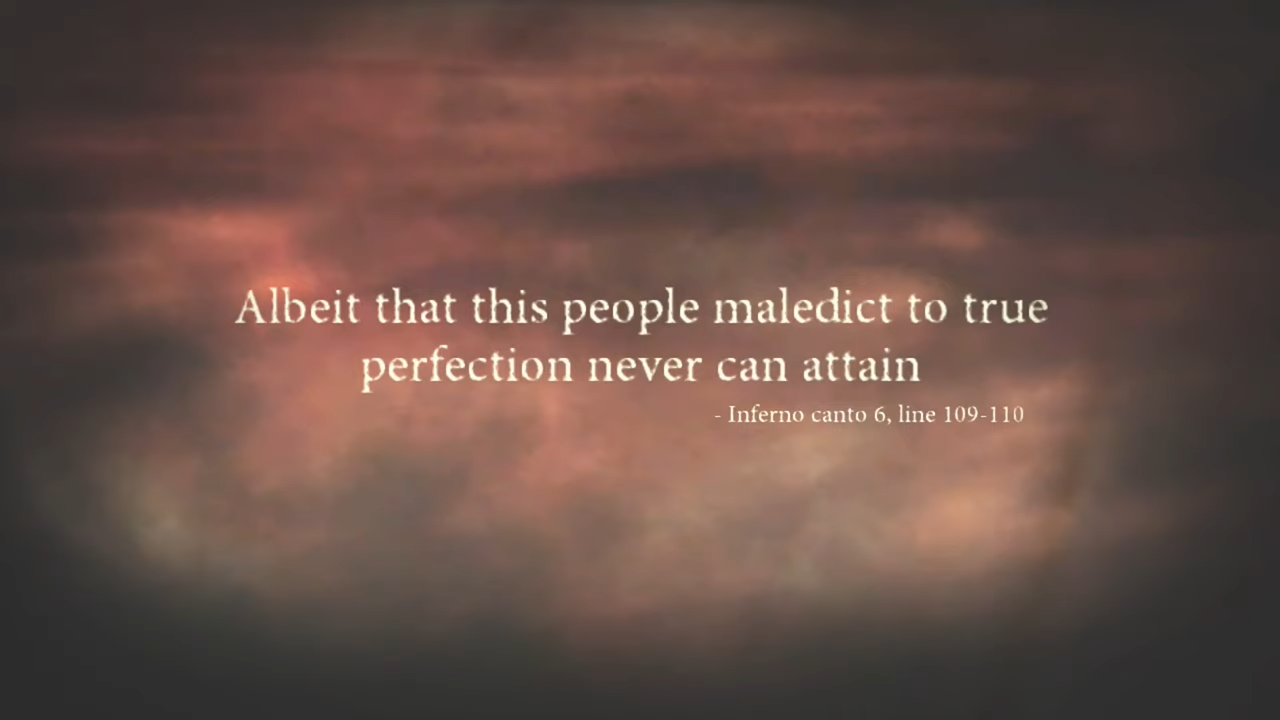 Albeit that this people maledict to true
perfection never can attain
- Inferno canto 6, line 109-110